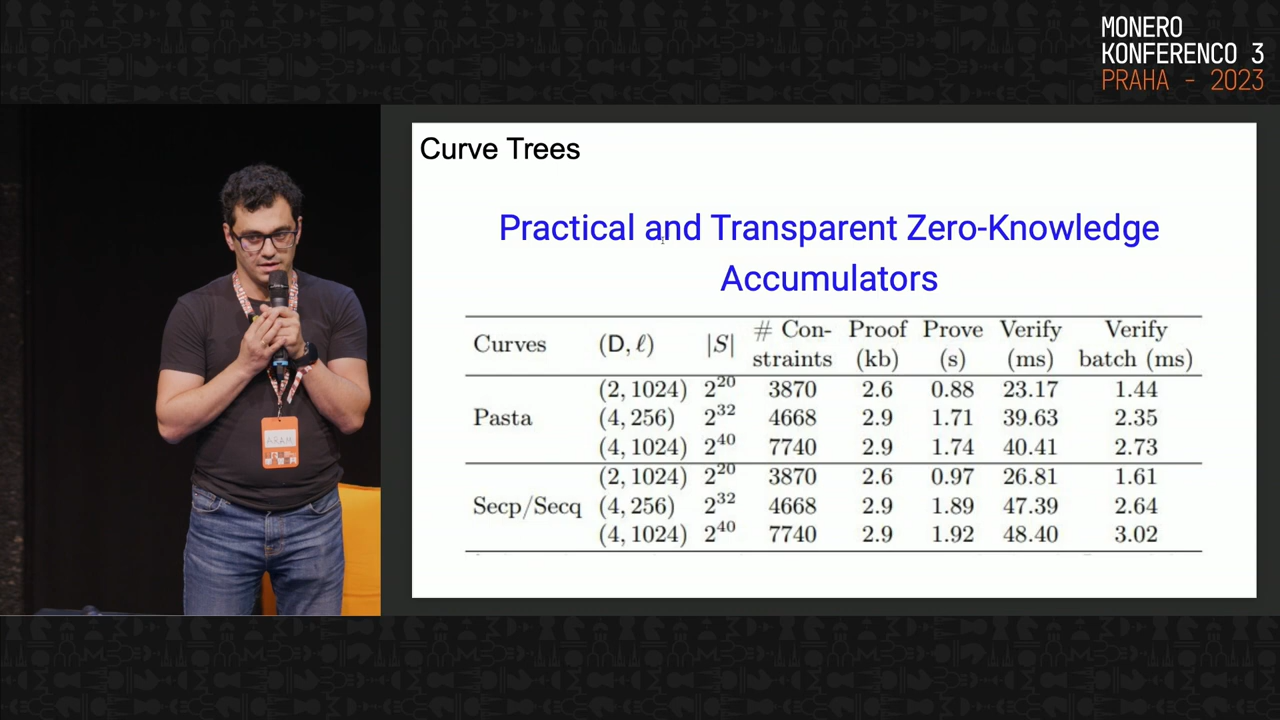 MONERO
KONFERENCO 3
PRAHA - 2023
Curve Trees
Practical and Transparent Zero-Knowledge
Accumulators
Curves (D, ℓ) |S| # Con- Proof Prove Verify Verify
straints (kb) (s) (ms) batch (ms)
(2, 1024) 2^20 3870 2.6 0.88 23.17 1.44
Pasta (4, 256) 2^32 4668 2.9 1.71 39.63 2.35
(4, 1024) 2^40 7740 2.9 1.74 40.41 2.73
(2, 1024) 2^20 3870 2.6 0.97 26.81 1.61
Secp/Secq (4, 256) 2^32 4668 2.9 1.89 47.39 2.64
(4, 1024) 2^40 7740 2.9 1.92 48.40 3.02
ARAM